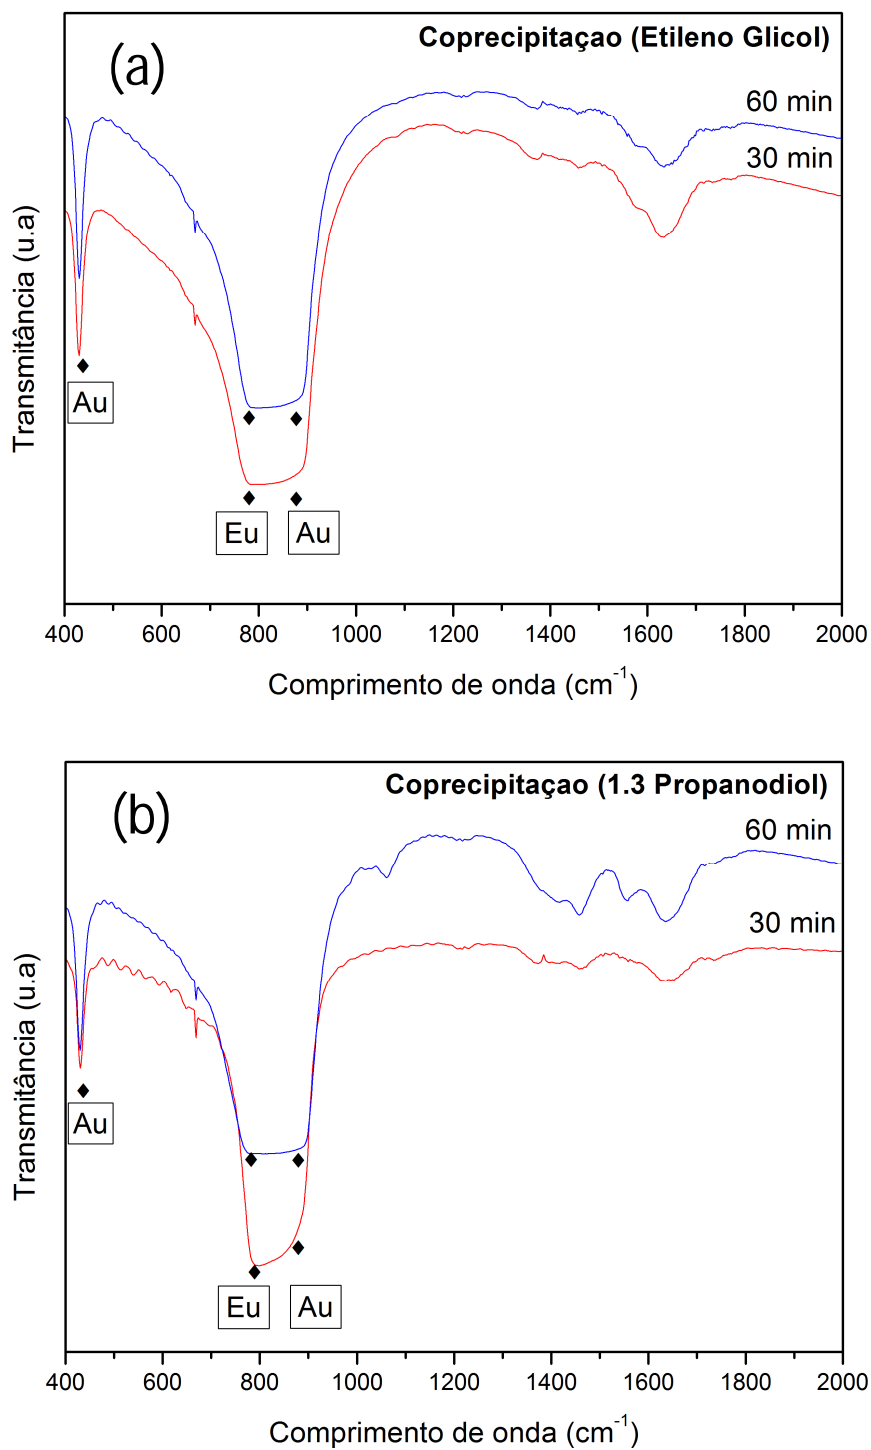 Coprecipitaçao (Etileno Glicol)
(a)
60 min
30 min
Transmitância (u.a)
Au
Eu
Au
400 600 800 1000 1200 1400 1600 1800 2000
Comprimento de onda (cm⁻¹)
Coprecipitaçao (1.3 Propanodiol)
(b)
60 min
30 min
Transmitância (u.a)
Au
Eu
Au
400 600 800 1000 1200 1400 1600 1800 2000
Comprimento de onda (cm⁻¹)